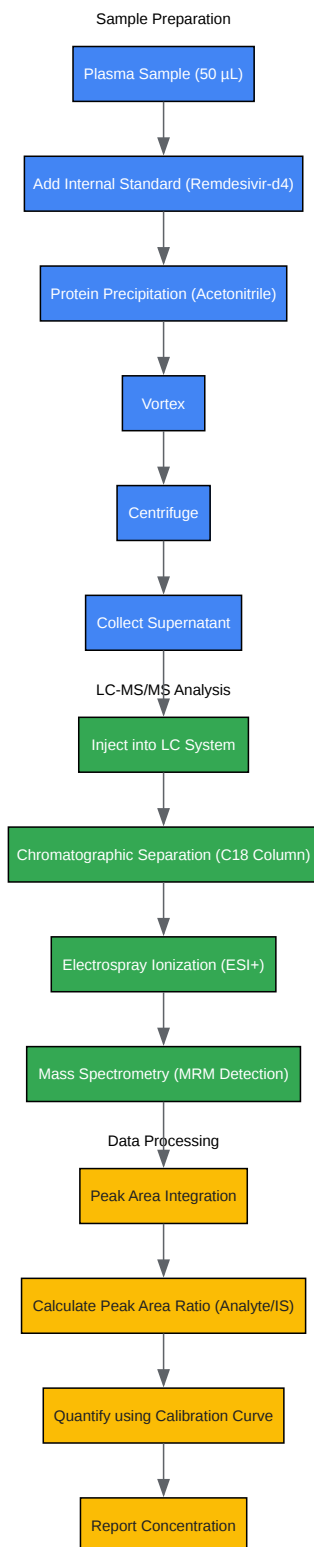 Sample Preparation
Plasma Sample (50 µL)
Add Internal Standard (Remdesivir-d4)
Protein Precipitation (Acetonitrile)
Vortex
Centrifuge
Collect Supernatant
LC-MS/MS Analysis
Inject into LC System
Chromatographic Separation (C18 Column)
Electrospray Ionization (ESI+)
Mass Spectrometry (MRM Detection)
Data Processing
Peak Area Integration
Calculate Peak Area Ratio (Analyte/IS)
Quantify using Calibration Curve
Report Concentration